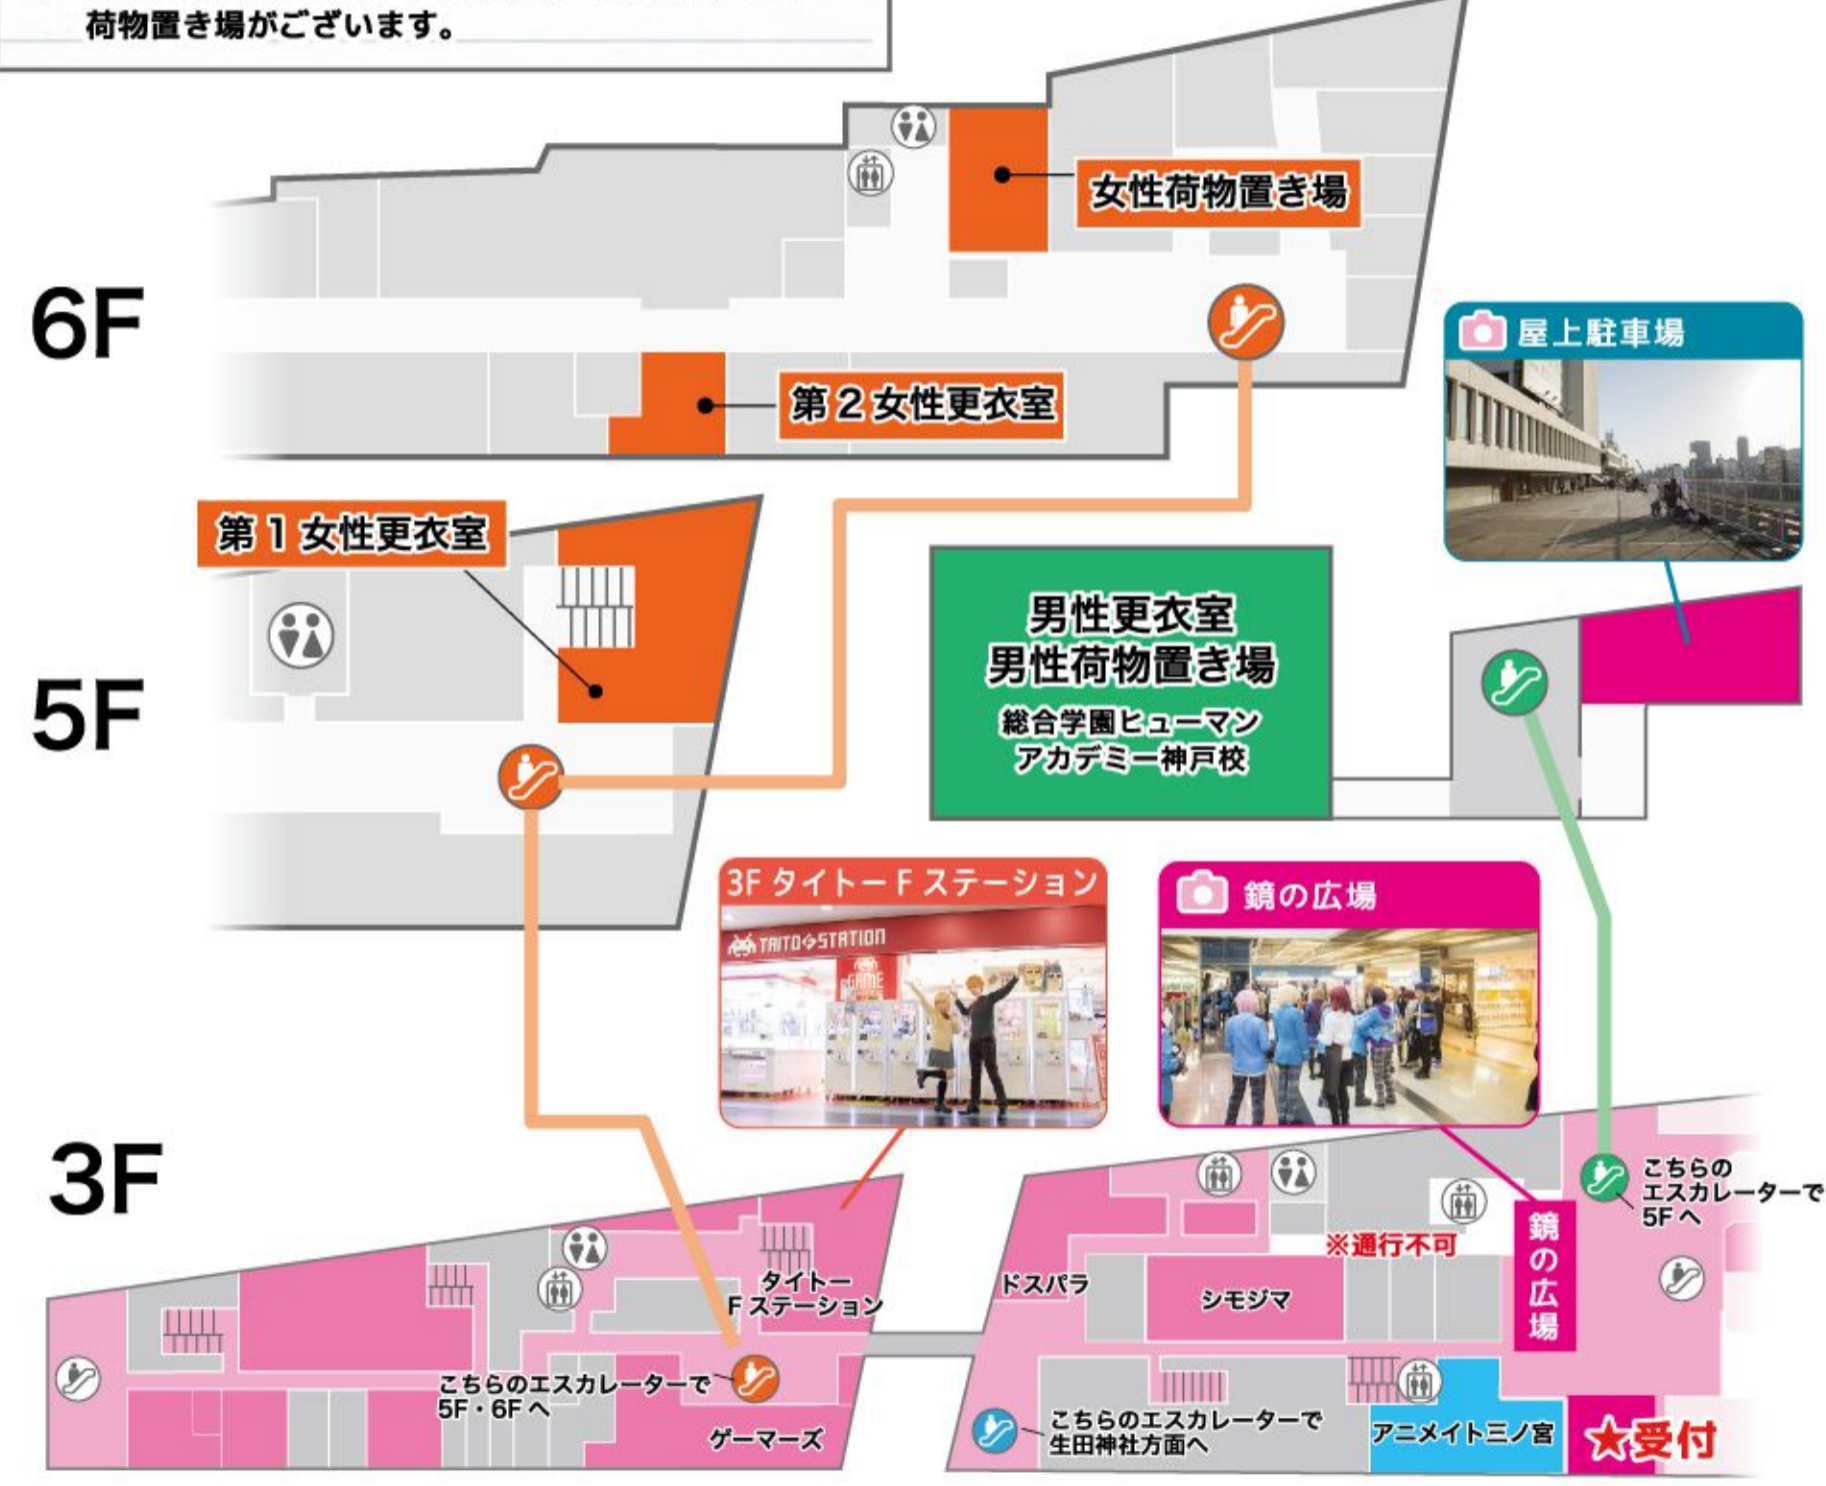 荷物置き場がございます。
6F
女性荷物置き場
第2女性更衣室
屋上駐車場
5F
第1女性更衣室
男性更衣室
男性荷物置き場
総合学園ヒューマン
アカデミー神戸校
3F タイトーFステーション
TAITO STATION
GAME
鏡の広場
3F
こちらの
エスカレーターで
5Fへ
※通行不可
鏡の広場
タイトー
Fステーション
ドスパラ
シモジマ
こちらのエスカレーターで
5F・6Fへ
ゲーマーズ
こちらのエスカレーターで
生田神社方面へ
アニメイト三ノ宮
★受付